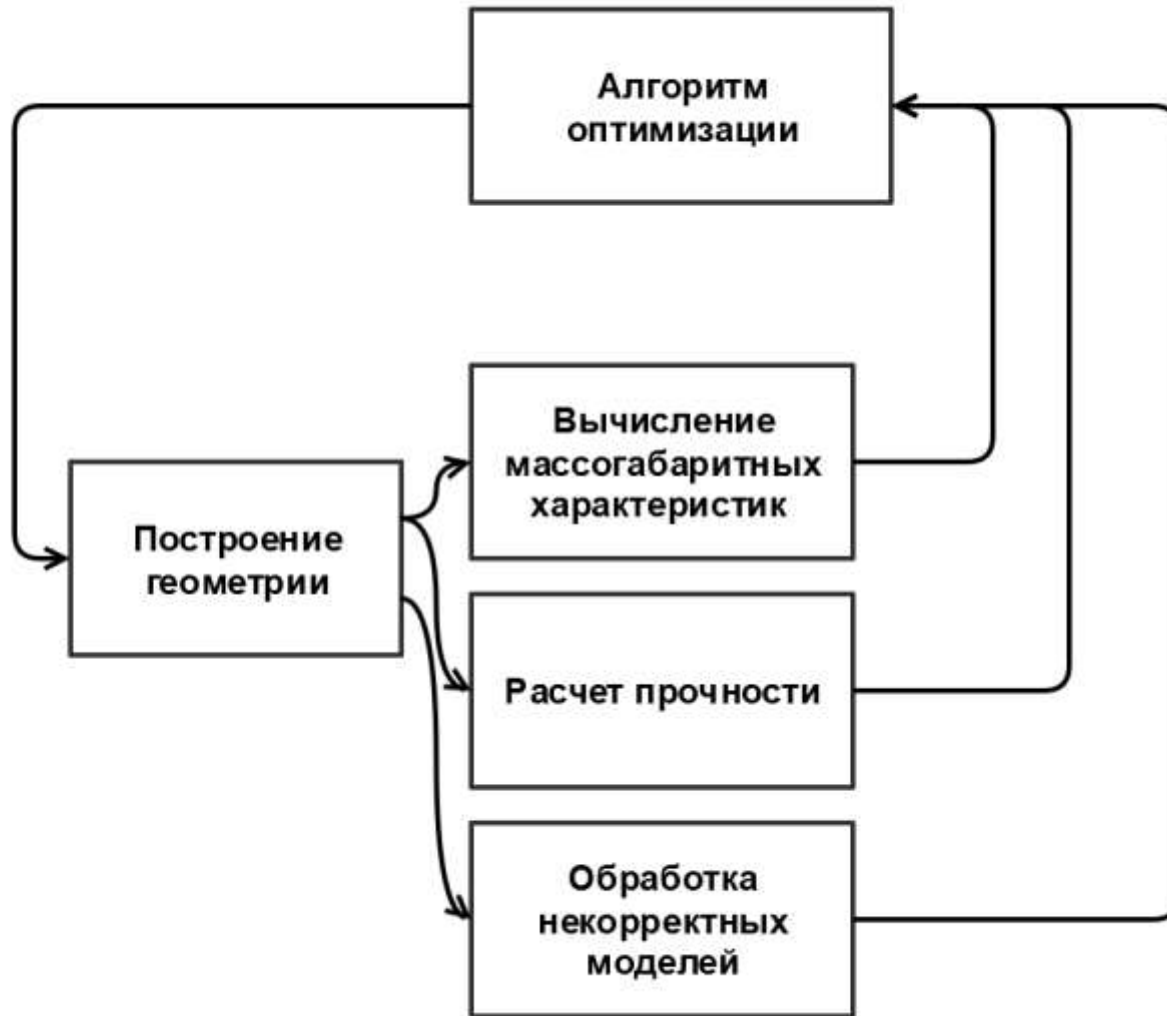 Алгоритм
оптимизации
Вычисление
массогабаритных
характеристик
Построение
геометрии
Расчет прочности
Обработка
некорректных
моделей